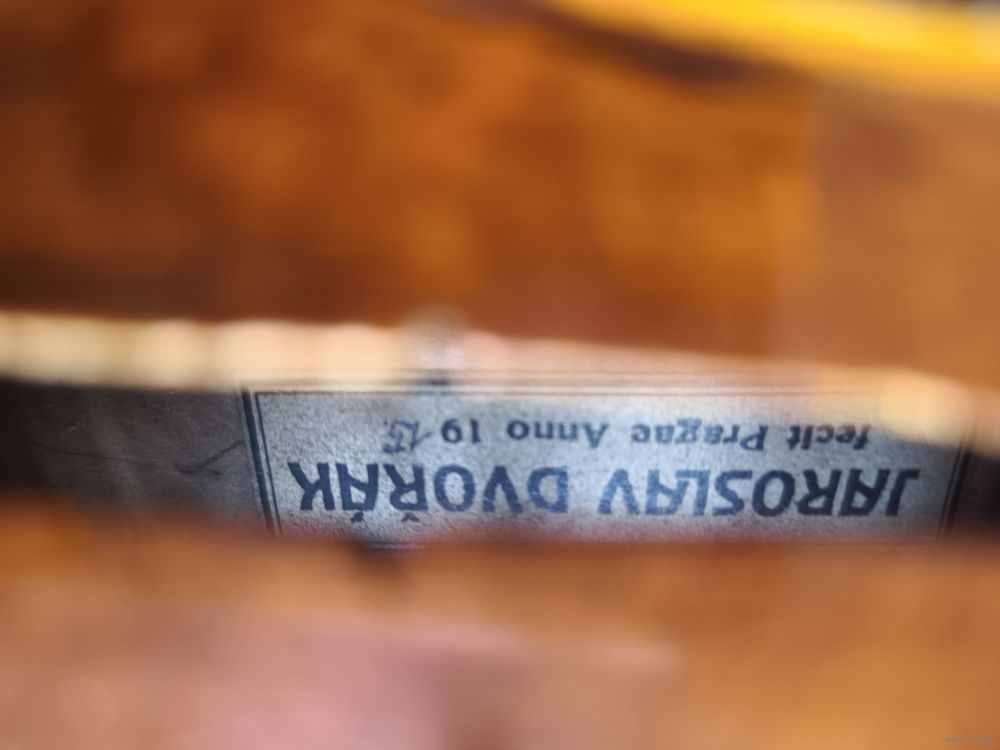 JAROSLAV DVOŘÁK
fecit Pragae Anno 19